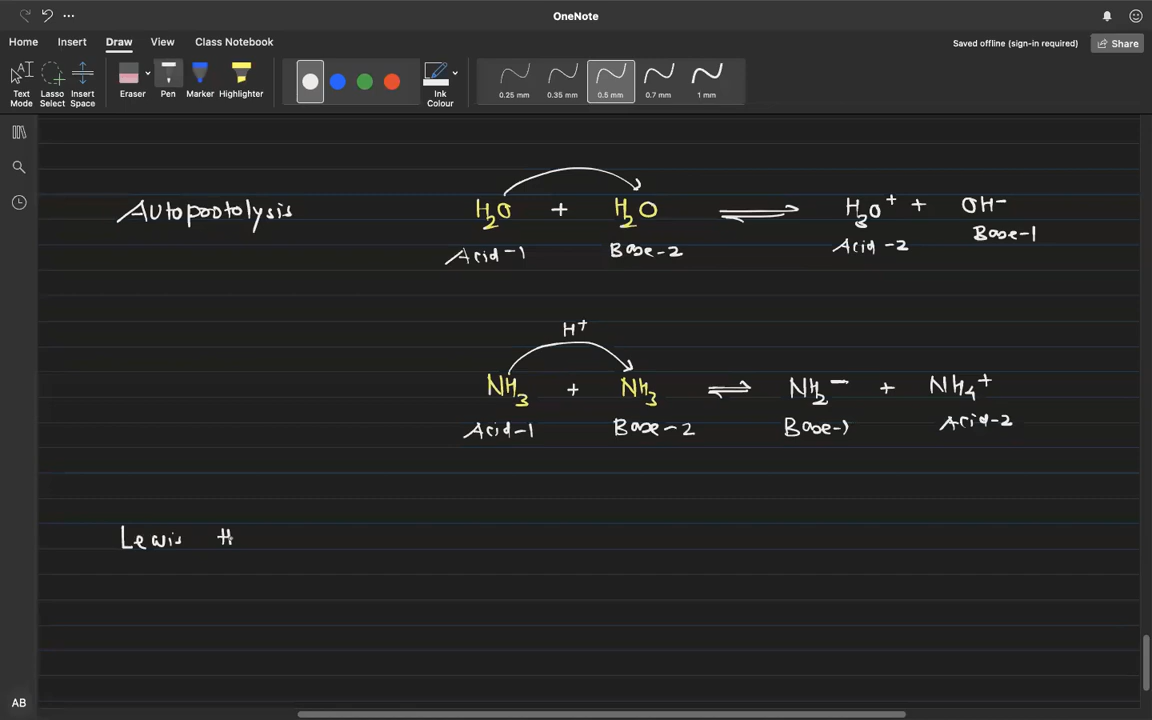 OneNote
Home Insert Draw View Class Notebook
Saved offline (sign-in required) Share
Text Mode
Lasso Select
Insert Space
Eraser
Pen
Marker
Highlighter
Ink Colour
0.25 mm 0.35 mm 0.5 mm 0.7 mm 1 mm
Autoprotolysis H₂O + H₂O ⇌ H₃O⁺ + OH⁻
Acid-1 Base-2 Acid-2 Base-1
H⁺
NH₃ + NH₃ ⇌ NH₂⁻ + NH₄⁺
Acid-1 Base-2 Base-1 Acid-2
Lewis
AB